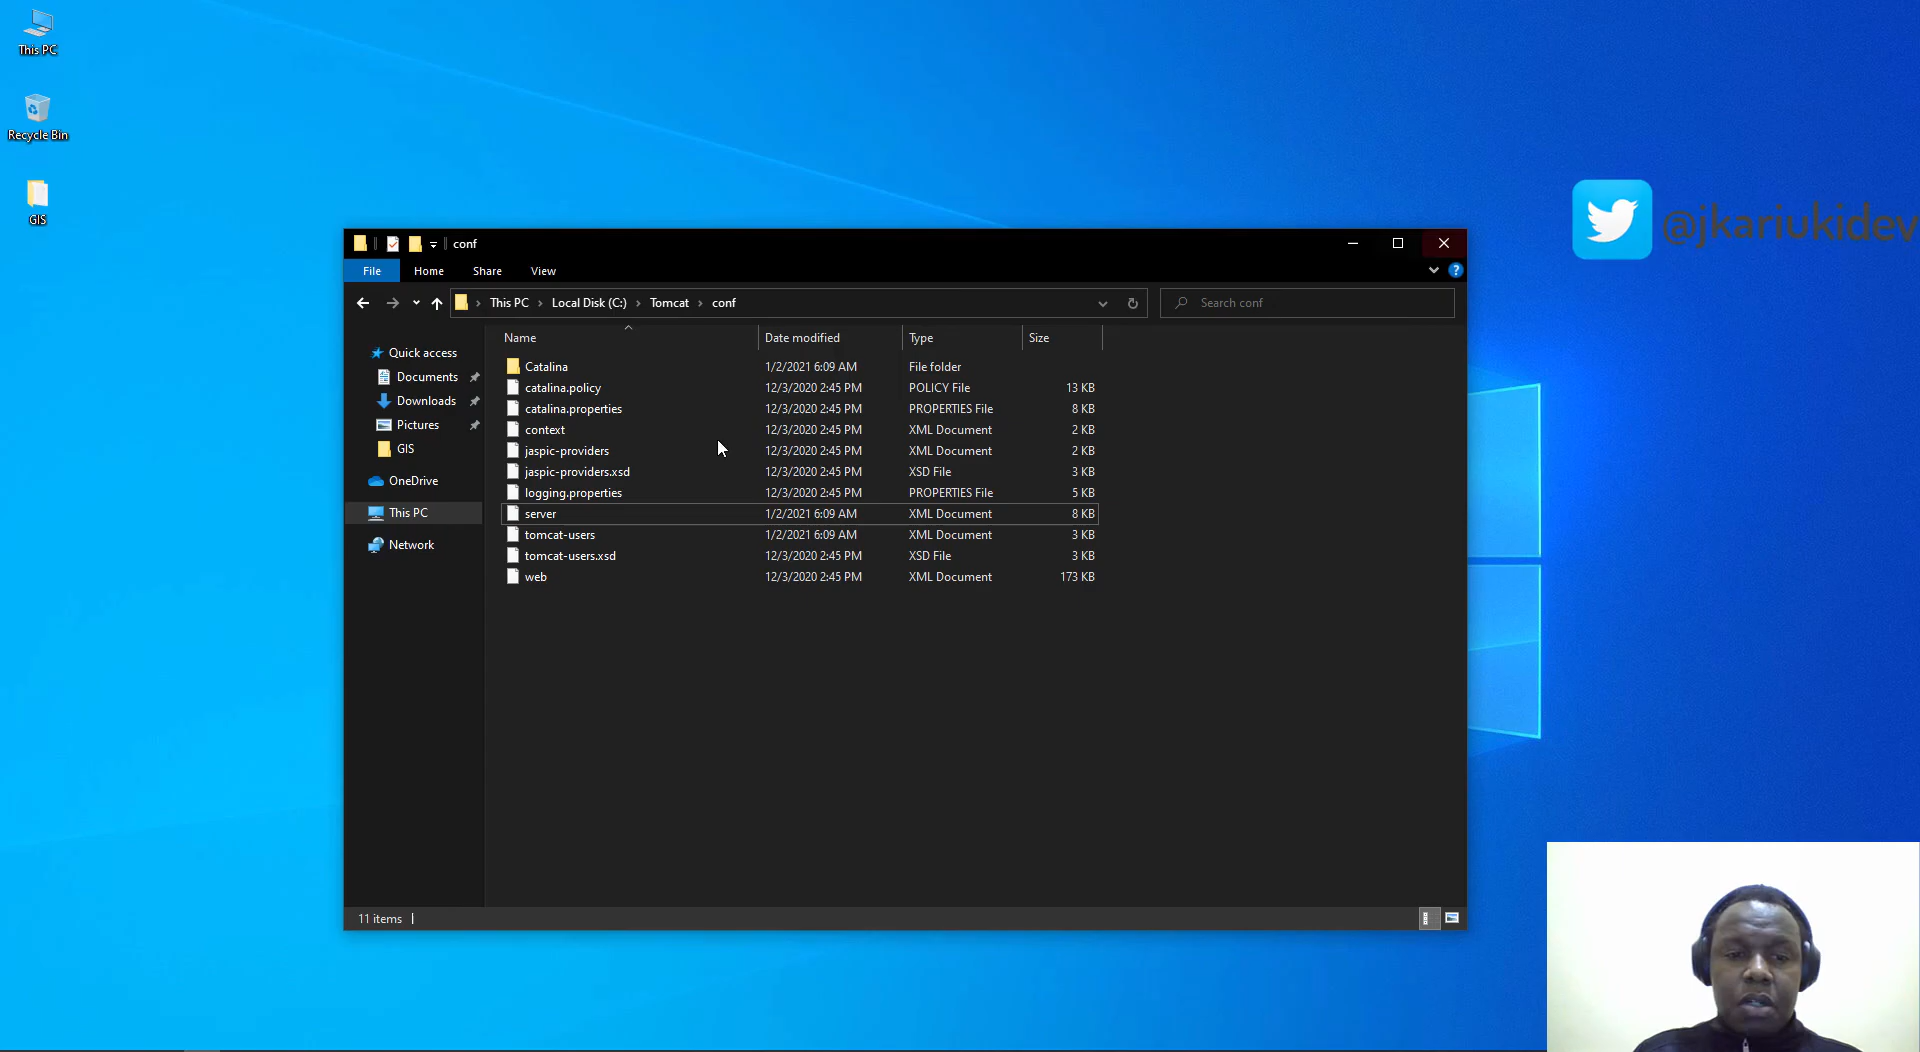 This PC
Recycle Bin
GIS
@jkariukidev
conf
File Home Share View
This PC Local Disk (C:) Tomcat conf
Search conf
Quick access
Documents
Downloads
Pictures
GIS
OneDrive
This PC
Network
Name Date modified Type Size
Catalina 1/2/2021 6:09 AM File folder
catalina.policy 12/3/2020 2:45 PM POLICY File 13 KB
catalina.properties 12/3/2020 2:45 PM PROPERTIES File 8 KB
context 12/3/2020 2:45 PM XML Document 2 KB
jaspic-providers 12/3/2020 2:45 PM XML Document 2 KB
jaspic-providers.xsd 12/3/2020 2:45 PM XSD File 3 KB
logging.properties 12/3/2020 2:45 PM PROPERTIES File 5 KB
server 1/2/2021 6:09 AM XML Document 8 KB
tomcat-users 1/2/2021 6:09 AM XML Document 3 KB
tomcat-users.xsd 12/3/2020 2:45 PM XSD File 3 KB
web 12/3/2020 2:45 PM XML Document 173 KB
11 items